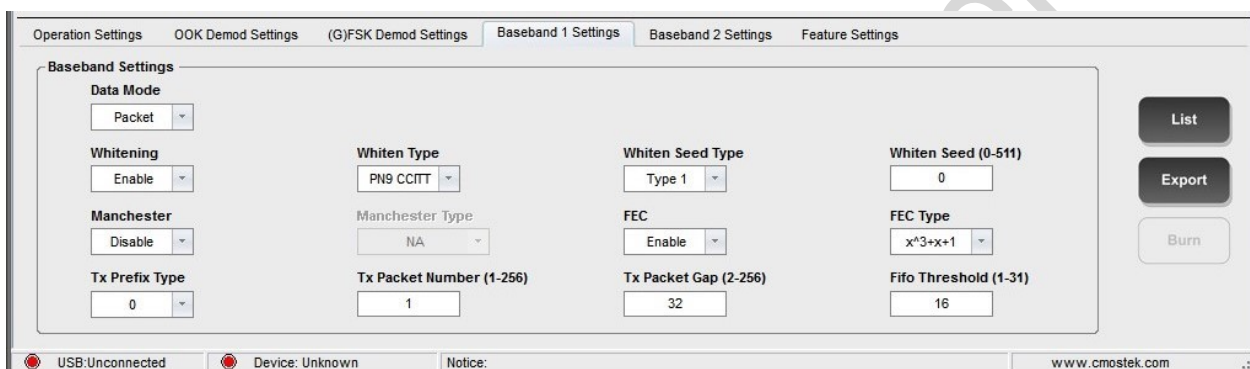 Operation Settings OOK Demod Settings (G)FSK Demod Settings Baseband 1 Settings Baseband 2 Settings Feature Settings
Baseband Settings
Data Mode
Packet
List
Whitening Whiten Type Whiten Seed Type Whiten Seed (0-511)
Enable PN9 CCITT Type 1 0
Export
Manchester Manchester Type FEC FEC Type
Disable NA Enable x^3+x+1
Burn
Tx Prefix Type Tx Packet Number (1-256) Tx Packet Gap (2-256) Fifo Threshold (1-31)
0 1 32 16
USB:Unconnected Device: Unknown Notice: www.cmostek.com